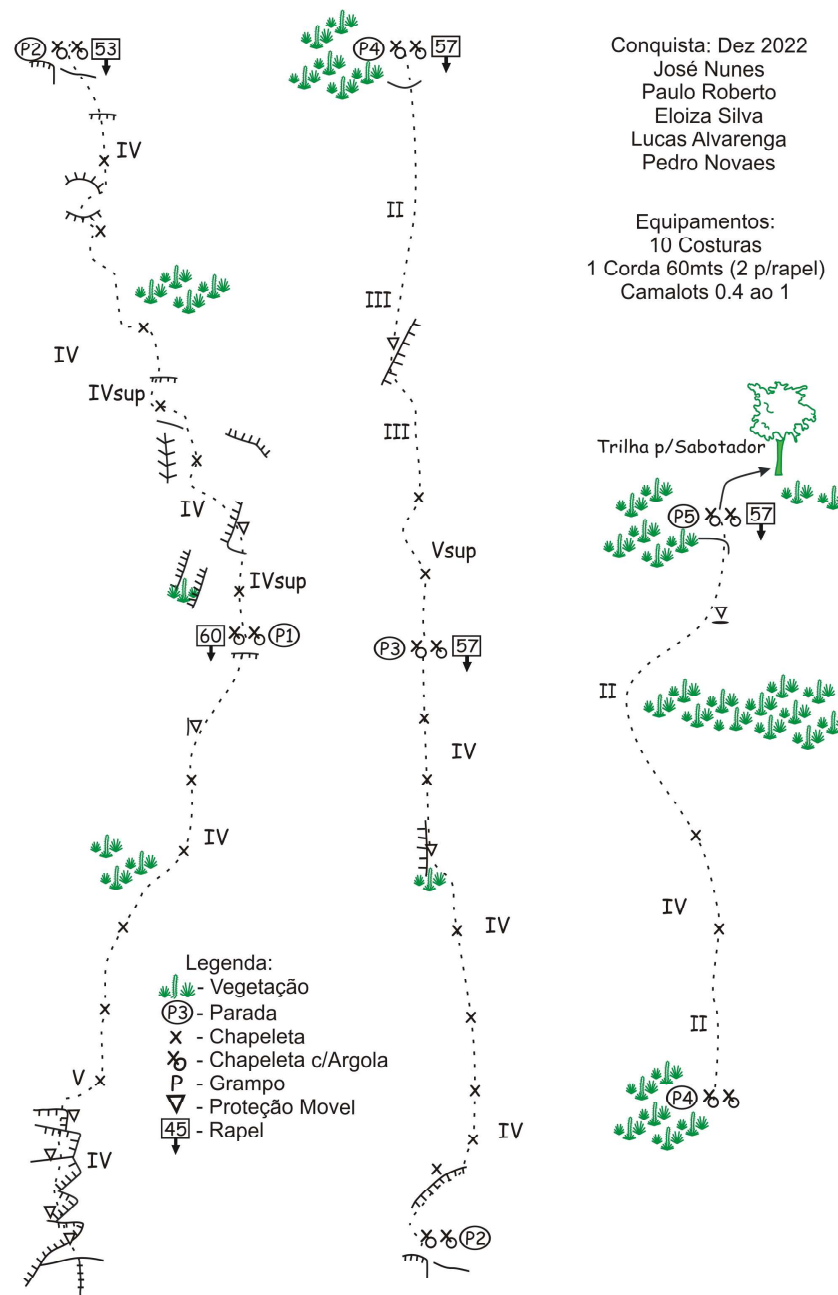 P2
53
IV
IV
IVsup
IV
IVsup
60
P1
IV
V
IV
P4
57
II
III
III
Vsup
P3
57
IV
IV
IV
P2
Conquista: Dez 2022
José Nunes
Paulo Roberto
Eloiza Silva
Lucas Alvarenga
Pedro Novaes
Equipamentos:
10 Costuras
1 Corda 60mts (2 p/rapel)
Camalots 0.4 ao 1
Trilha p/Sabotador
P5
57
II
IV
II
P4
Legenda:
- Vegetação
P3 - Parada
x - Chapeleta
- Chapeleta c/Argola
P - Grampo
- Proteção Movel
45 - Rapel